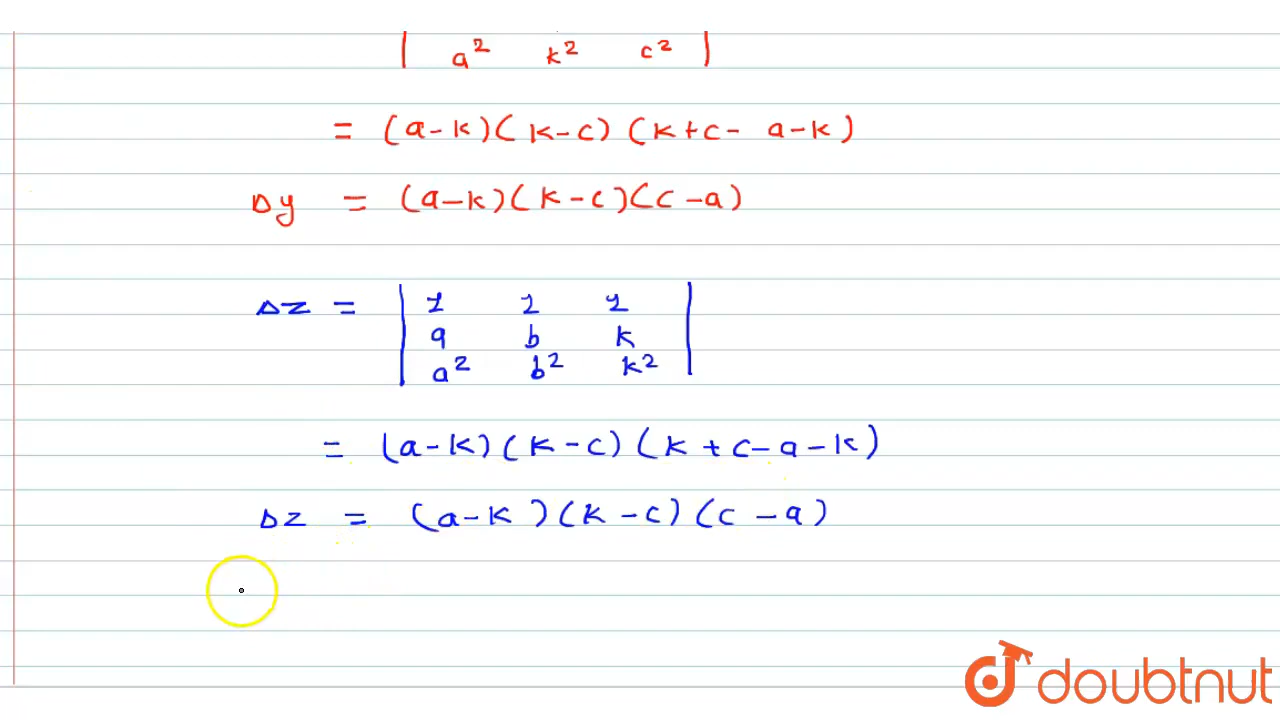 | a² k² c² |
= (a-k)(k-c)(k+c-a-k)
Δy = (a-k)(k-c)(c-a)
Δz = | 1 1 1
a b k
a² b² k² |
= (a-k)(k-c)(k+c-a-k)
Δz = (a-k)(k-c)(c-a)
doubtnut